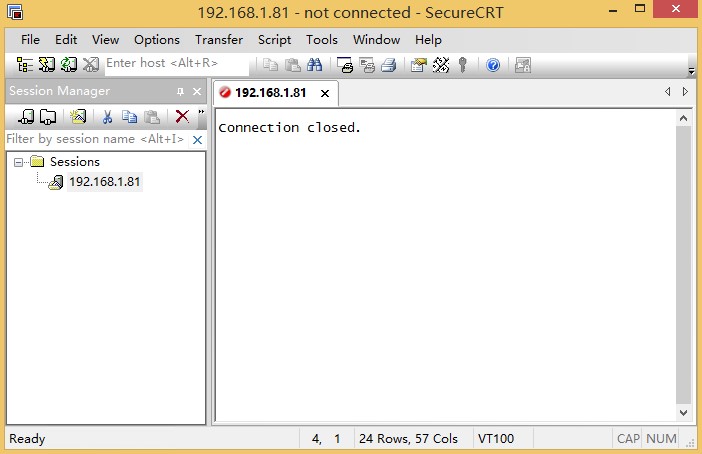 192.168.1.81 - not connected - SecureCRT
File Edit View Options Transfer Script Tools Window Help
Enter host <Alt+R>
Session Manager
192.168.1.81
Filter by session name <Alt+I>
Connection closed.
Sessions
192.168.1.81
Ready 4, 1 24 Rows, 57 Cols VT100 CAP NUM